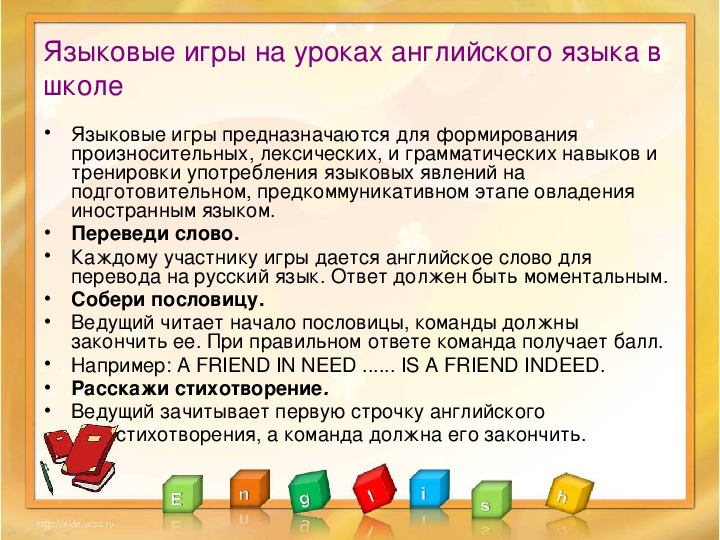 Языковые игры на уроках английского языка в
школе
• Языковые игры предназначаются для формирования
произносительных, лексических, и грамматических навыков и
тренировки употребления языковых явлений на
подготовительном, предкоммуникативном этапе овладения
иностранным языком.
• Переведи слово.
• Каждому участнику игры дается английское слово для
перевода на русский язык. Ответ должен быть моментальным.
• Собери пословицу.
• Ведущий читает начало пословицы, команды должны
закончить ее. При правильном ответе команда получает балл.
• Например: A FRIEND IN NEED ...... IS A FRIEND INDEED.
• Расскажи стихотворение.
• Ведущий зачитывает первую строчку английского
стихотворения, а команда должна его закончить.
E n g l i s h
http://aida.ucoz.ru